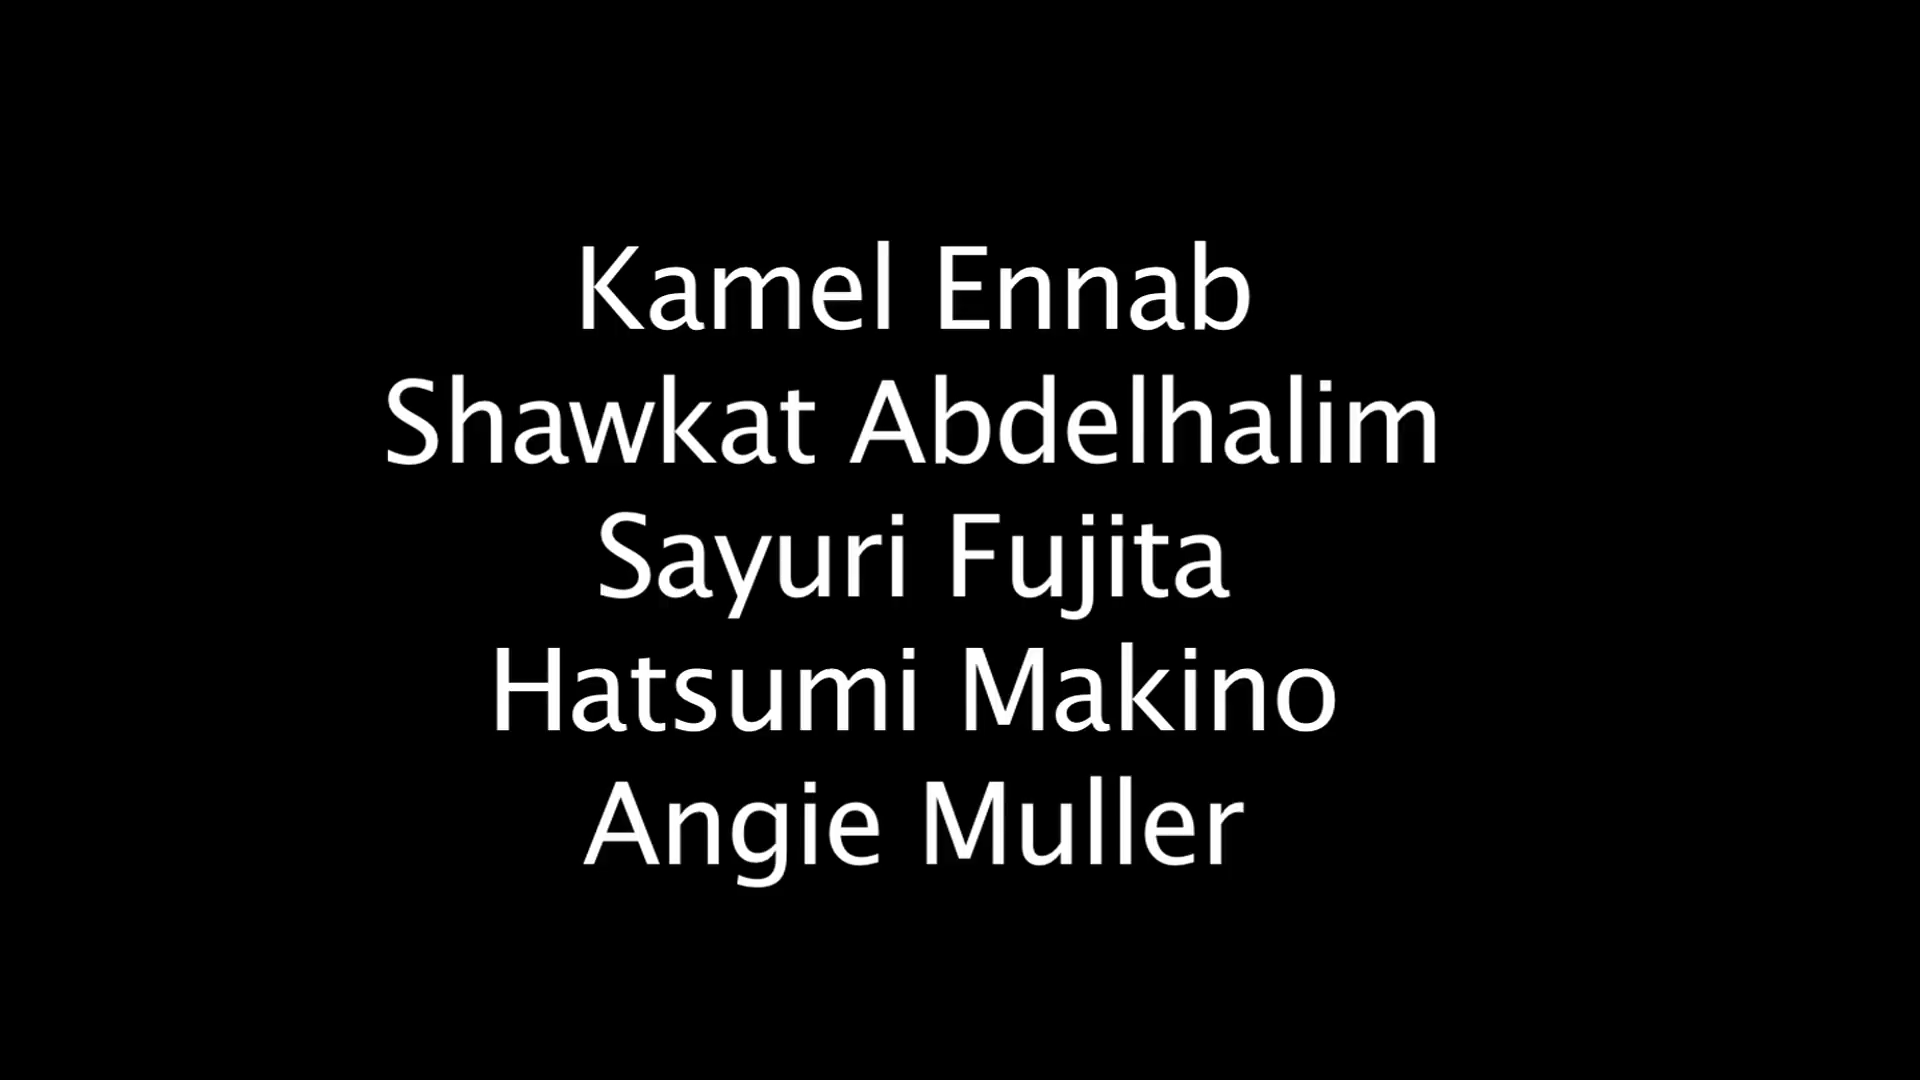 Kamel Ennab
Shawkat Abdelhalim
Sayuri Fujita
Hatsumi Makino
Angie Muller